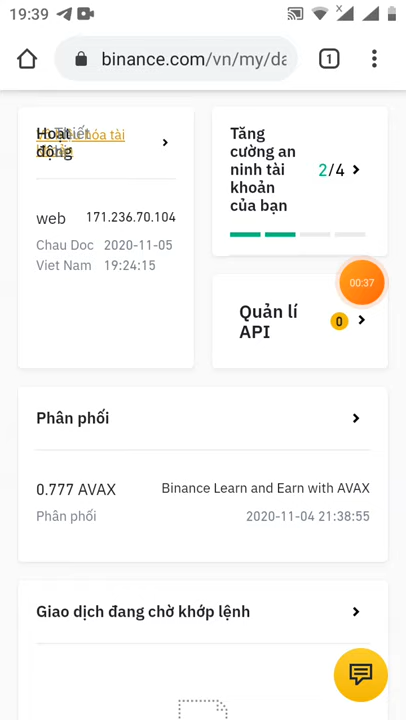 19:39
binance.com/vn/my/da
1
Hoạt
động
hóa tài
Thiết
web 171.236.70.104
Chau Doc 2020-11-05
Viet Nam 19:24:15
Tăng
cường an
ninh tài
khoản
của bạn
2/4
00:37
Quản lí
API
0
Phân phối
0.777 AVAX Binance Learn and Earn with AVAX
Phân phối 2020-11-04 21:38:55
Giao dịch đang chờ khớp lệnh